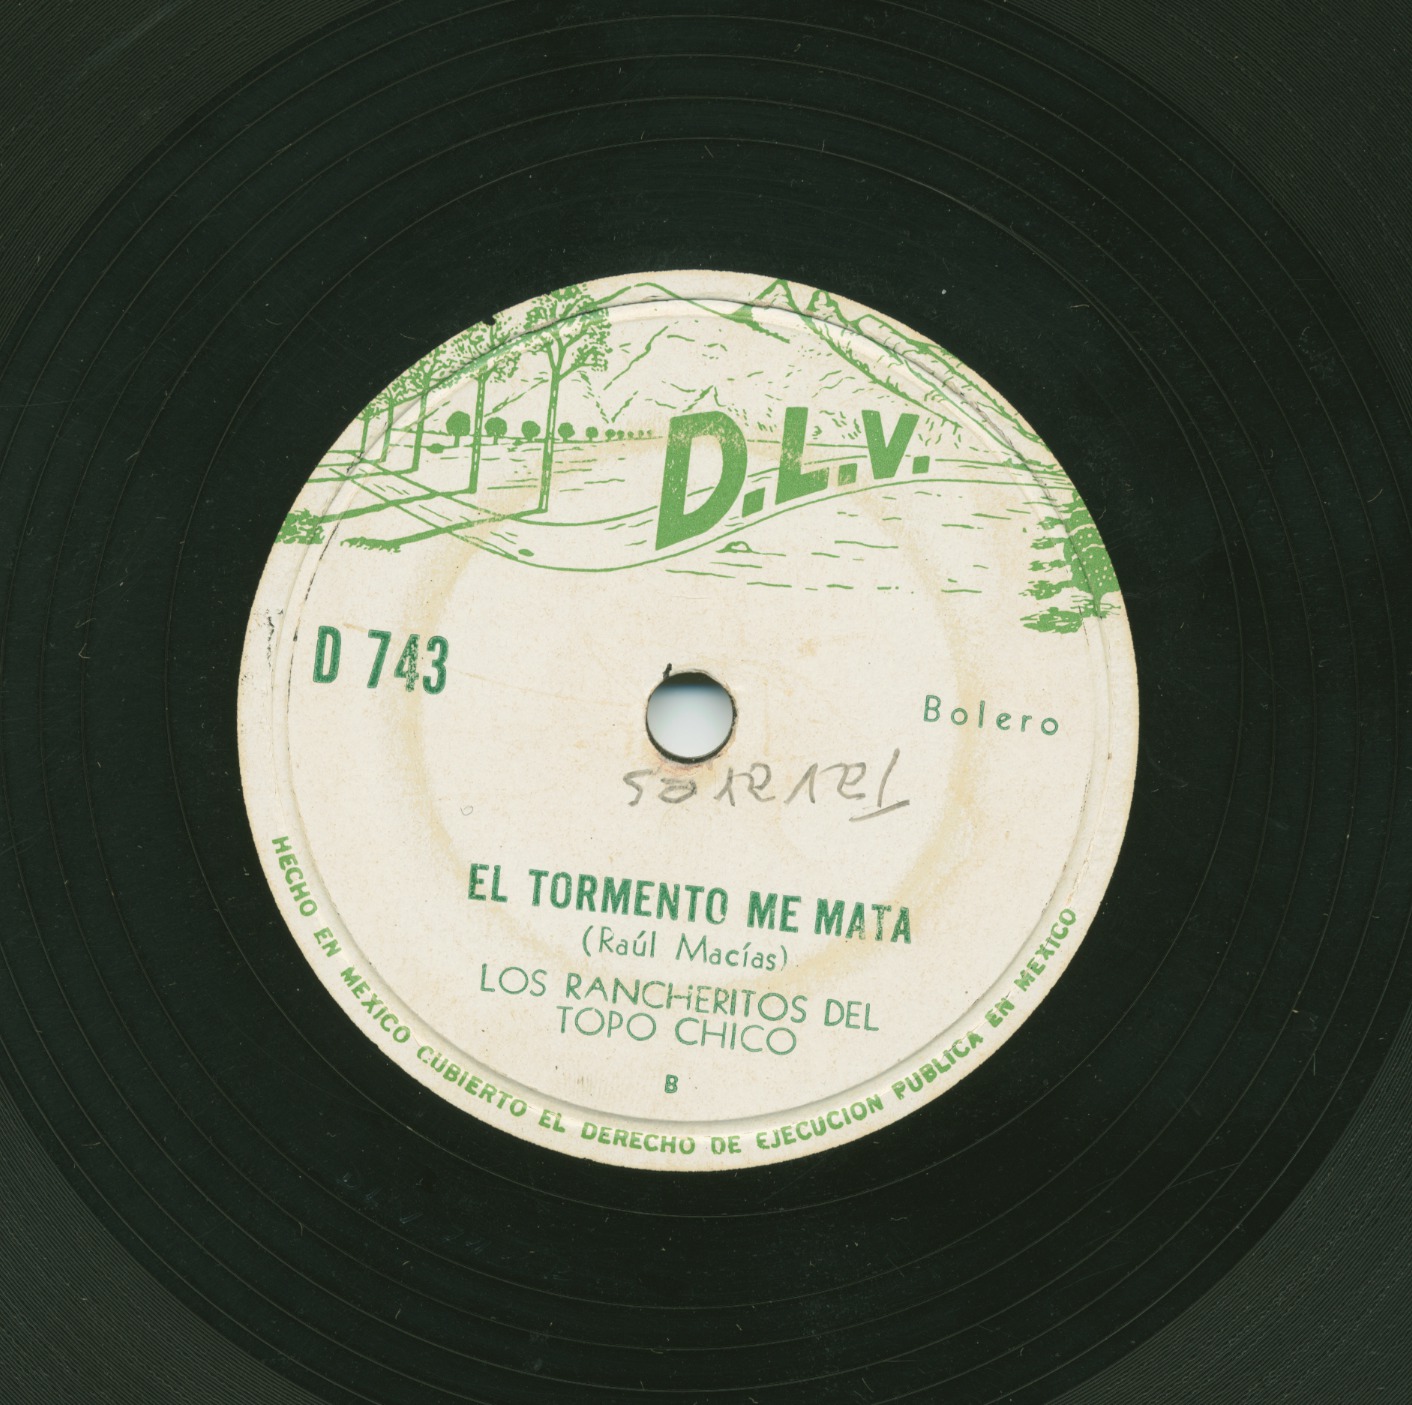 D.L.V.
D 743
Bolero
Tavares
EL TORMENTO ME MATA
(Raúl Macías)
LOS RANCHERITOS DEL
TOPO CHICO
B
HECHO EN MEXICO CUBIERTO EL DERECHO DE EJECUCION PUBLICA EN MEXICO